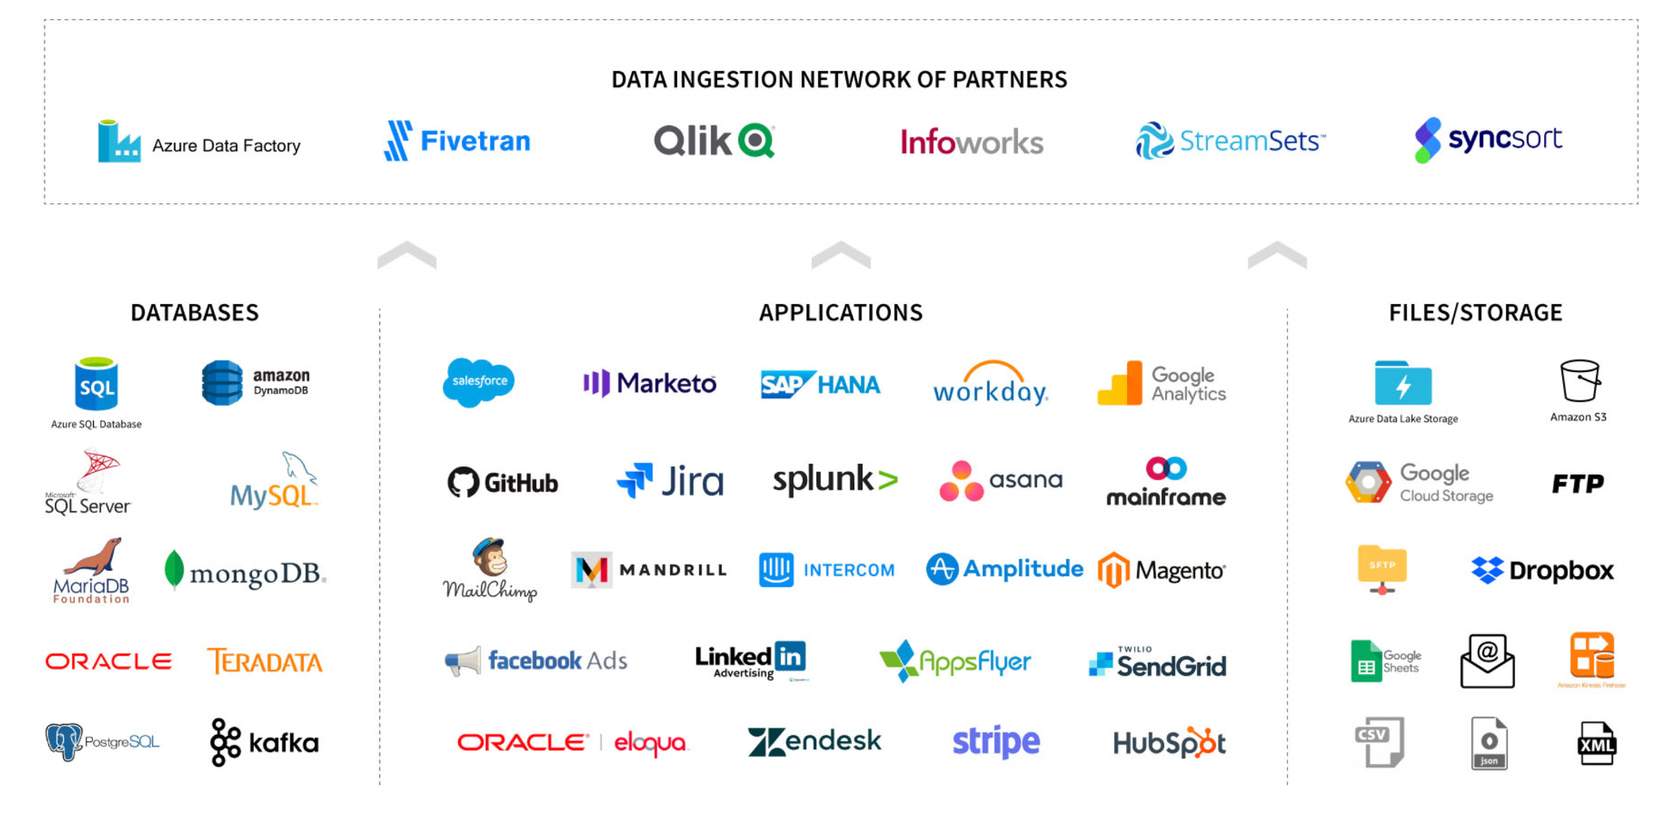 DATA INGESTION NETWORK OF PARTNERS
Azure Data Factory
Fivetran
Qlik
Infoworks
StreamSets™
syncsort
DATABASES
SQL
Azure SQL Database
amazon
DynamoDB
Microsoft
SQL Server
MySQL
MariaDB
Foundation
mongoDB
ORACLE
TERADATA
PostgreSQL
kafka
APPLICATIONS
salesforce
Marketo
SAP HANA
workday
Google
Analytics
GitHub
Jira
splunk>
asana
mainframe
MailChimp
MANDRILL
INTERCOM
Amplitude
Magento
facebook Ads
Linked in
Advertising
AppsFlyer
TWILIO
SendGrid
ORACLE | eloqua
Zendesk
stripe
HubSpot
FILES/STORAGE
Azure Data Lake Storage
Amazon S3
Google
Cloud Storage
FTP
SFTP
Dropbox
Google
Sheets
@
Amazon Kinesis Firehose
CSV
json
XML